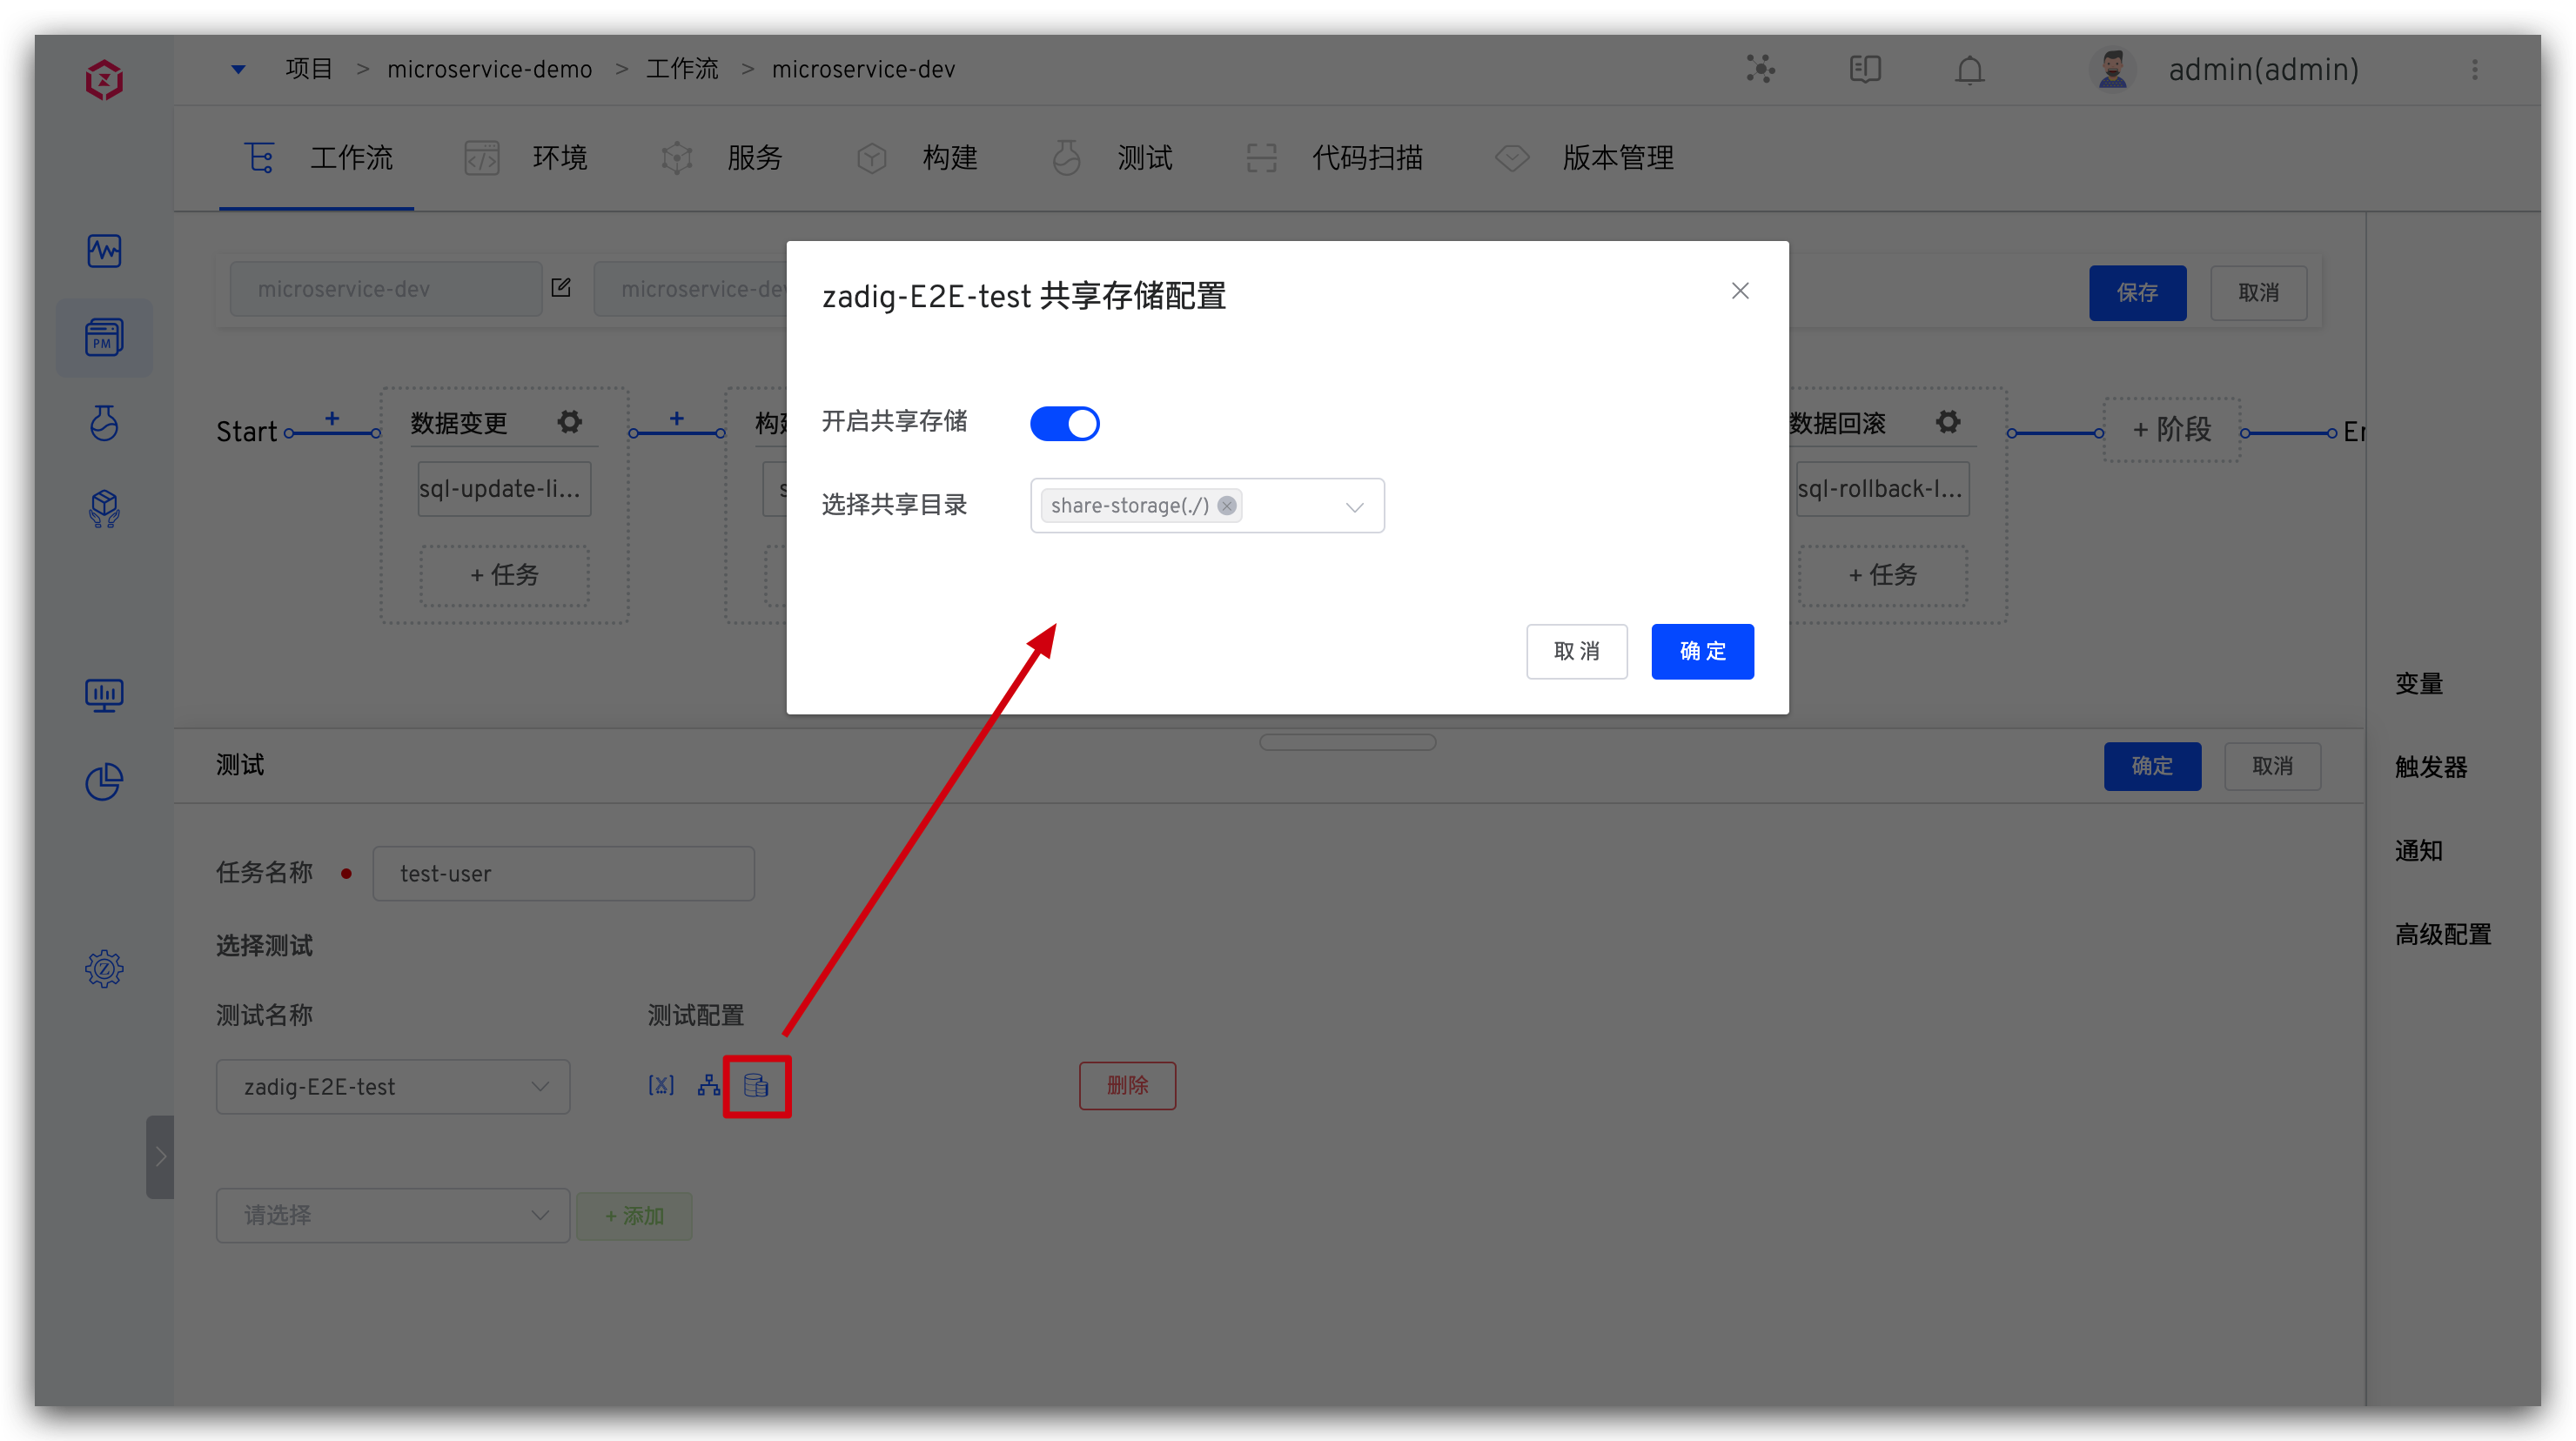 项目 > microservice-demo > 工作流 > microservice-dev
admin(admin)
工作流 环境 服务 构建 测试 代码扫描 版本管理
PM
microservice-dev
microservice-de
保存 取消
zadig-E2E-test 共享存储配置
开启共享存储
选择共享目录 share-storage(./)
取 消 确 定
Start + 数据变更 +
数据回滚 + 阶段
sql-update-li...
sql-rollback-l...
+ 任务
+ 任务
变量
触发器
通知
高级配置
测试 确定 取消
任务名称 test-user
选择测试
测试名称 测试配置
zadig-E2E-test [x] 删除
请选择 + 添加